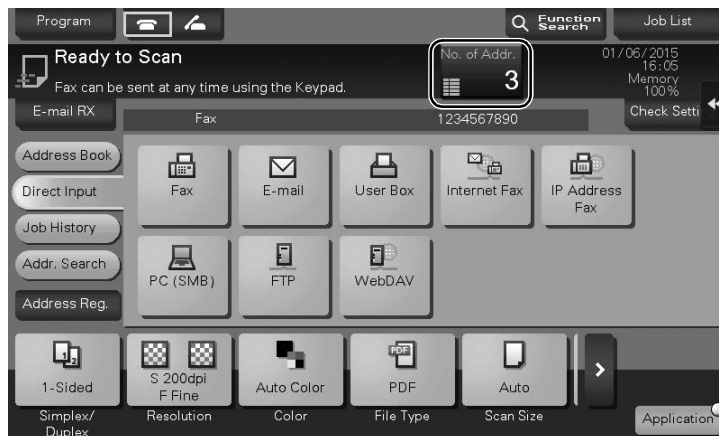 Program
Function
Search
Job List
Ready to Scan
Fax can be sent at any time using the Keypad.
No. of Addr.
3
01/06/2015
16:05
Memory
100%
E-mail RX
Fax
1234567890
Check Setti
Address Book
Direct Input
Job History
Addr. Search
Address Reg.
Fax
E-mail
User Box
Internet Fax
IP Address
Fax
PC (SMB)
FTP
WebDAV
1-Sided
S 200dpi
F Fine
Auto Color
PDF
PDF
Auto
Simplex/
Duplex
Resolution
Color
File Type
Scan Size
Application